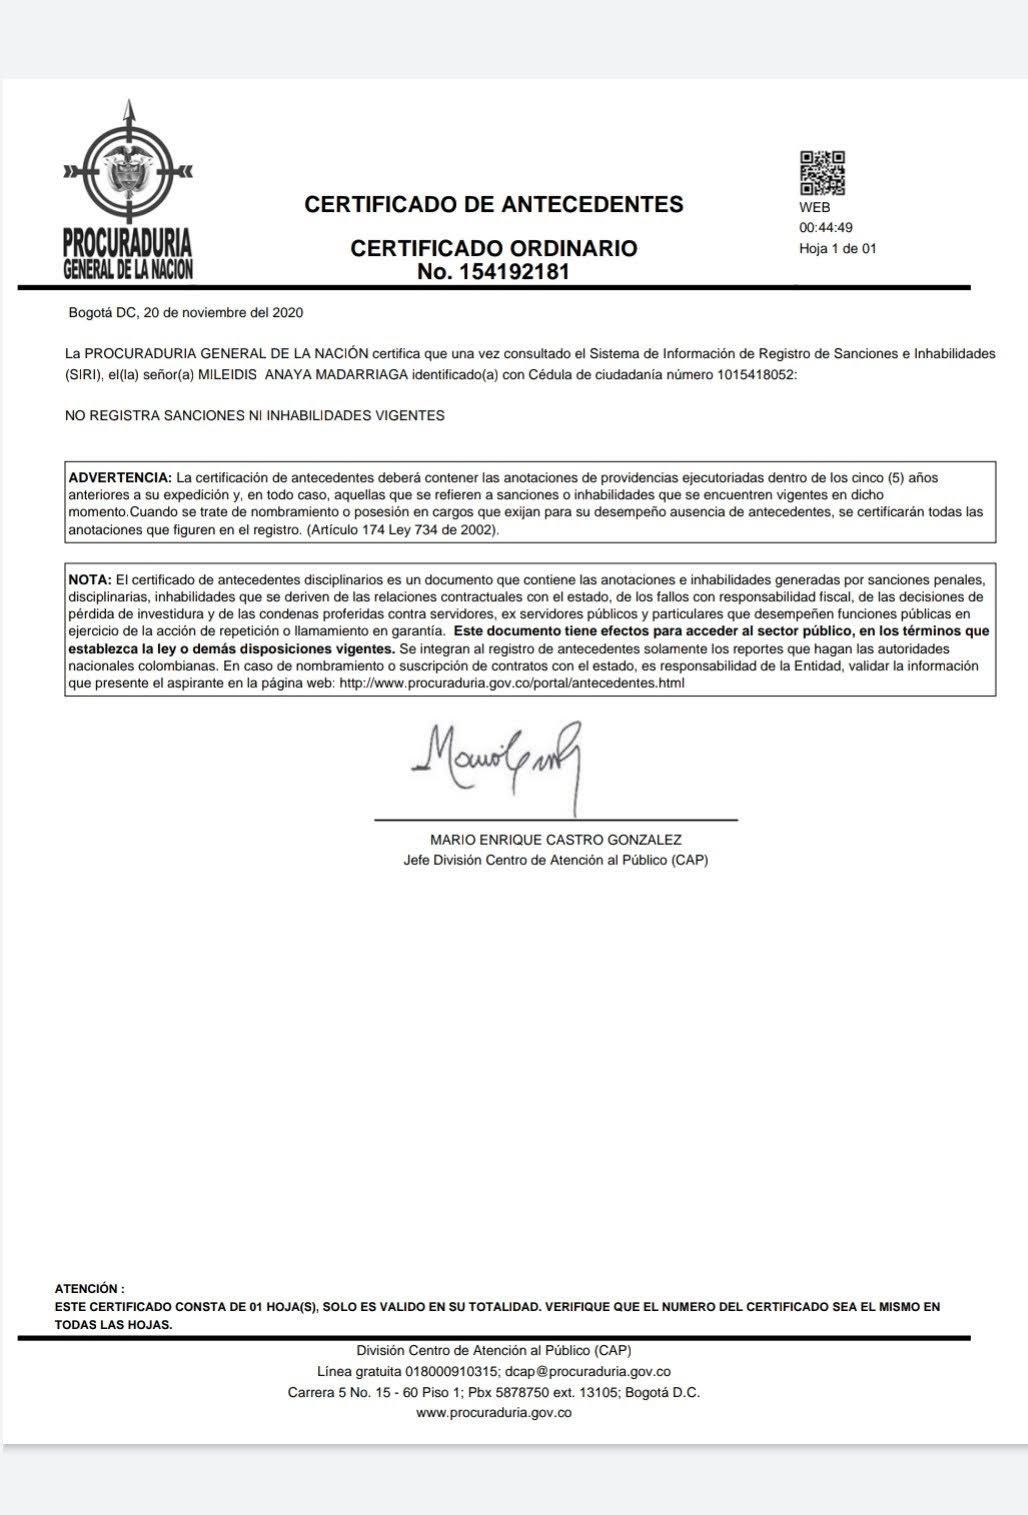 PROCURADURIA
GENERAL DE LA NACION
CERTIFICADO DE ANTECEDENTES
CERTIFICADO ORDINARIO
No. 154192181
WEB
00:44:49
Hoja 1 de 01
Bogotá DC, 20 de noviembre del 2020
La PROCURADURIA GENERAL DE LA NACIÓN certifica que una vez consultado el Sistema de Información de Registro de Sanciones e Inhabilidades
(SIRI), el(la) señor(a) MILEIDIS  ANAYA MADARRIAGA identificado(a) con Cédula de ciudadanía número 1015418052:
NO REGISTRA SANCIONES NI INHABILIDADES VIGENTES
ADVERTENCIA: La certificación de antecedentes deberá contener las anotaciones de providencias ejecutoriadas dentro de los cinco (5) años
anteriores a su expedición y, en todo caso, aquellas que se refieren a sanciones o inhabilidades que se encuentren vigentes en dicho
momento.Cuando se trate de nombramiento o posesión en cargos que exijan para su desempeño ausencia de antecedentes, se certificarán todas las
anotaciones que figuren en el registro. (Artículo 174 Ley 734 de 2002).
NOTA: El certificado de antecedentes disciplinarios es un documento que contiene las anotaciones e inhabilidades generadas por sanciones penales,
disciplinarias, inhabilidades que se deriven de las relaciones contractuales con el estado, de los fallos con responsabilidad fiscal, de las decisiones de
pérdida de investidura y de las condenas proferidas contra servidores, ex servidores públicos y particulares que desempeñen funciones públicas en
ejercicio de la acción de repetición o llamamiento en garantía.  Este documento tiene efectos para acceder al sector público, en los términos que
establezca la ley o demás disposiciones vigentes. Se integran al registro de antecedentes solamente los reportes que hagan las autoridades
nacionales colombianas. En caso de nombramiento o suscripción de contratos con el estado, es responsabilidad de la Entidad, validar la información
que presente el aspirante en la página web: http://www.procuraduria.gov.co/portal/antecedentes.html
MARIO ENRIQUE CASTRO GONZALEZ
Jefe División Centro de Atención al Público (CAP)
ATENCIÓN :
ESTE CERTIFICADO CONSTA DE 01 HOJA(S), SOLO ES VALIDO EN SU TOTALIDAD. VERIFIQUE QUE EL NUMERO DEL CERTIFICADO SEA EL MISMO EN
TODAS LAS HOJAS.
División Centro de Atención al Público (CAP)
Línea gratuita 018000910315; dcap@procuraduria.gov.co
Carrera 5 No. 15 - 60 Piso 1; Pbx 5878750 ext. 13105; Bogotá D.C.
www.procuraduria.gov.co